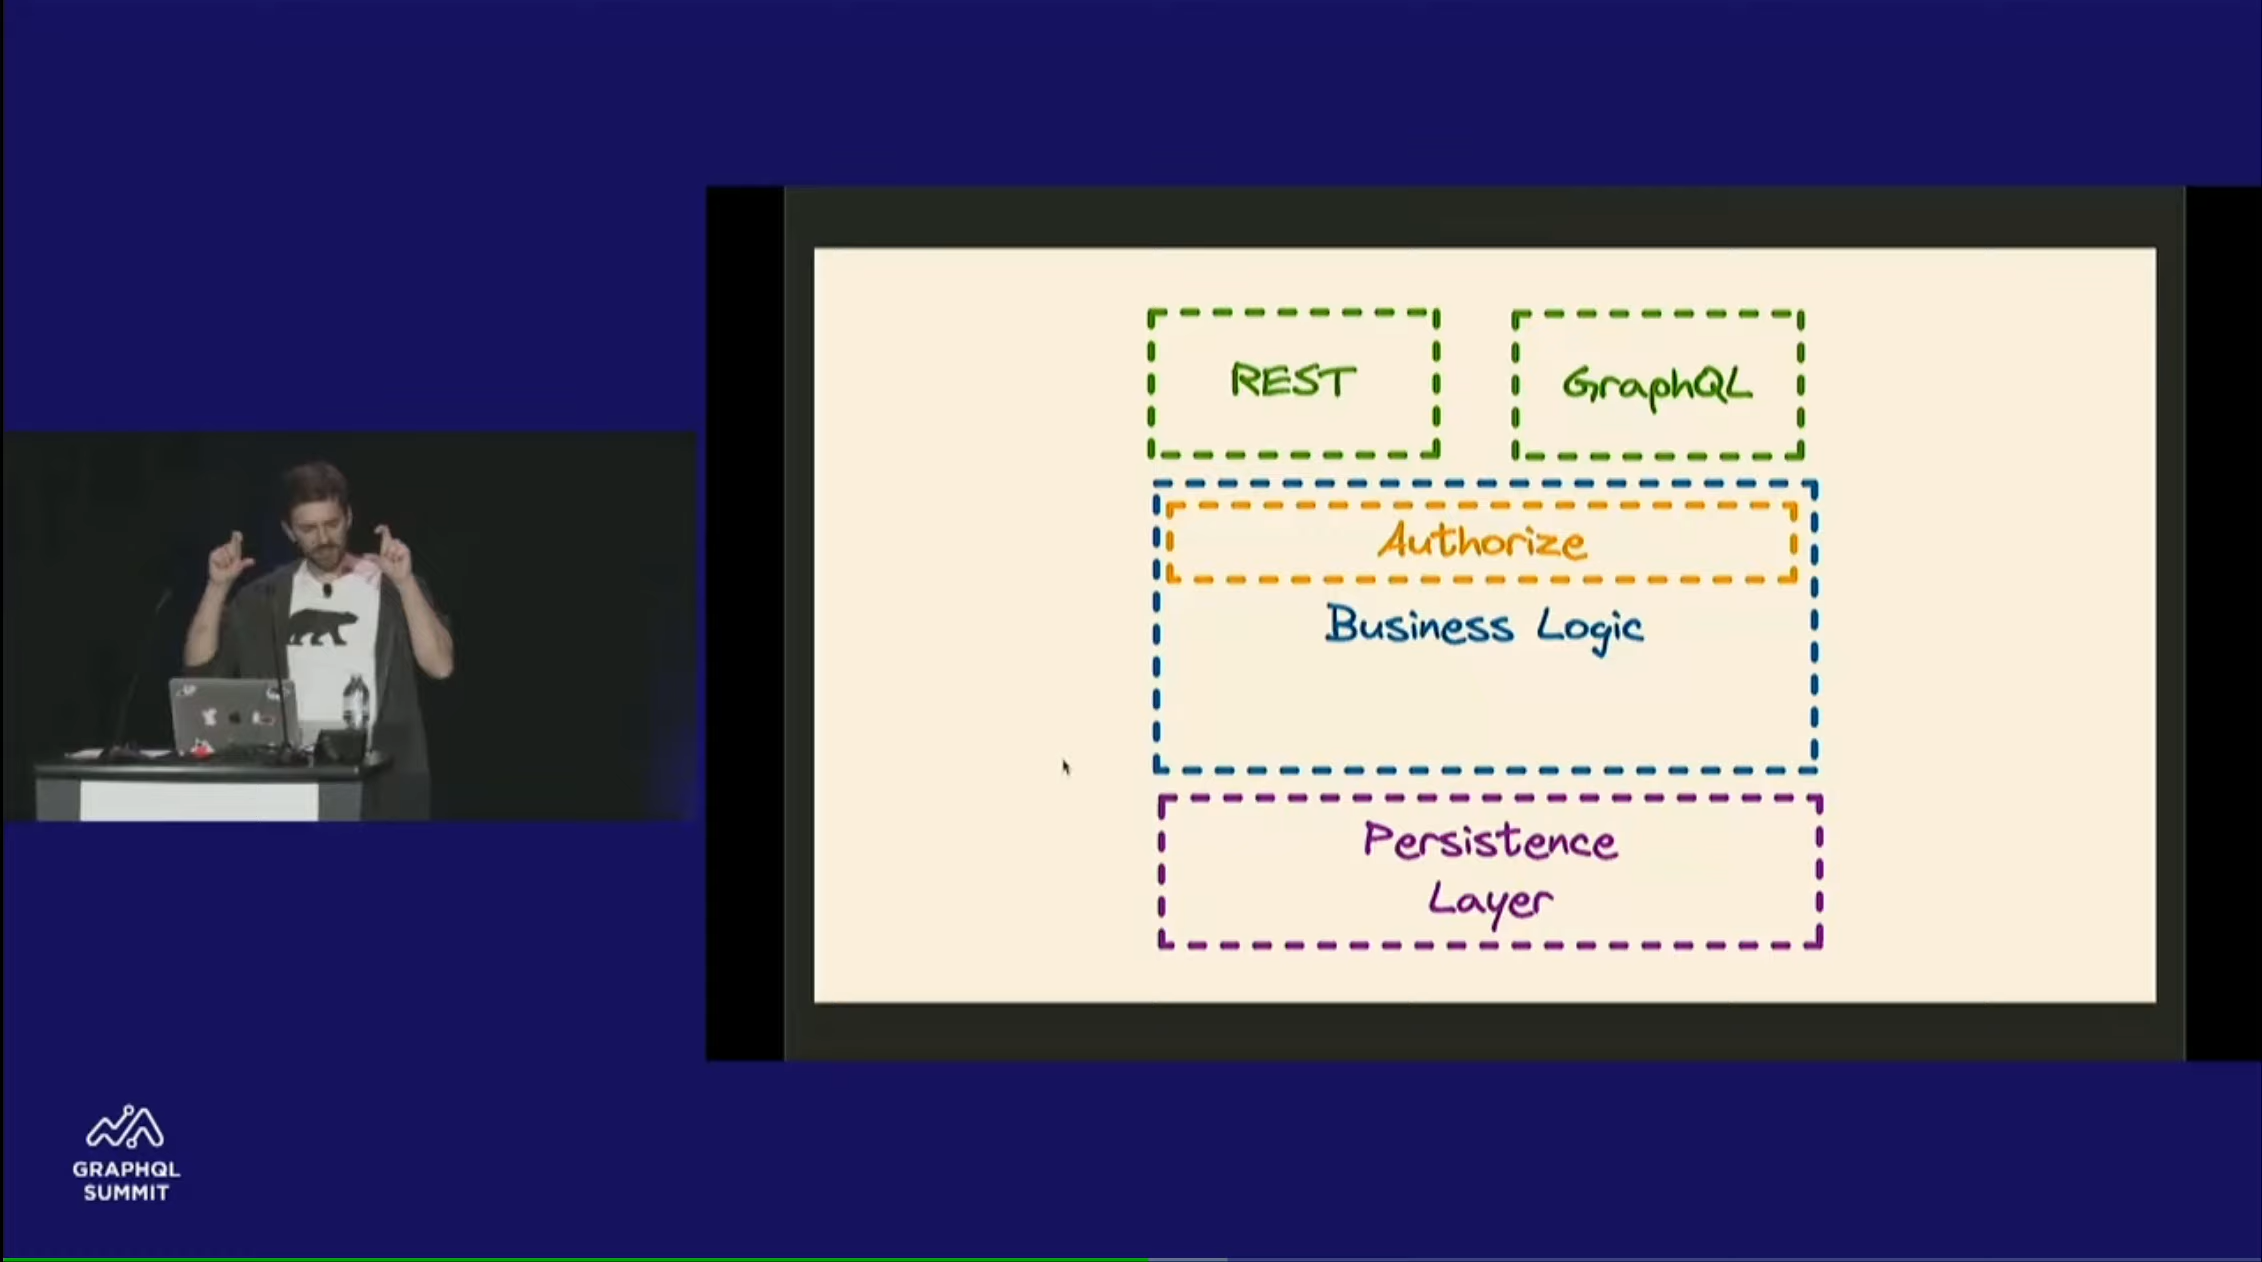 REST
GraphQL
Authorize
Business Logic
Persistence
Layer
GRAPHQL
SUMMIT